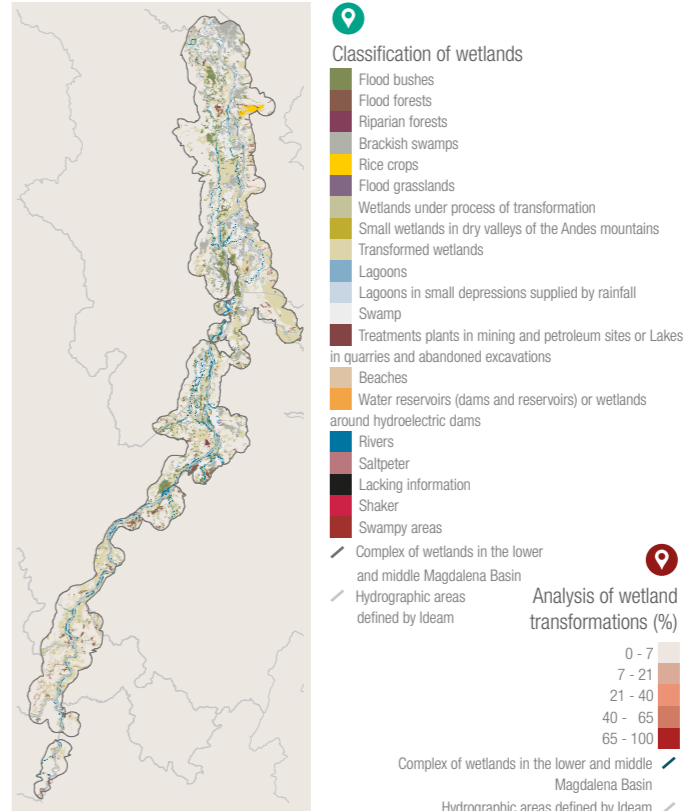 Classification of wetlands
Flood bushes
Flood forests
Riparian forests
Brackish swamps
Rice crops
Flood grasslands
Wetlands under process of transformation
Small wetlands in dry valleys of the Andes mountains
Transformed wetlands
Lagoons
Lagoons in small depressions supplied by rainfall
Swamp
Treatments plants in mining and petroleum sites or Lakes
in quarries and abandoned excavations
Beaches
Water reservoirs (dams and reservoirs) or wetlands
around hydroelectric dams
Rivers
Saltpeter
Lacking information
Shaker
Swampy areas
Complex of wetlands in the lower
and middle Magdalena Basin
Hydrographic areas
defined by Ideam
Analysis of wetland
transformations (%)
0 - 7
7 - 21
21 - 40
40 - 65
65 - 100
Complex of wetlands in the lower and middle
Magdalena Basin
Hydrographic areas defined by Ideam